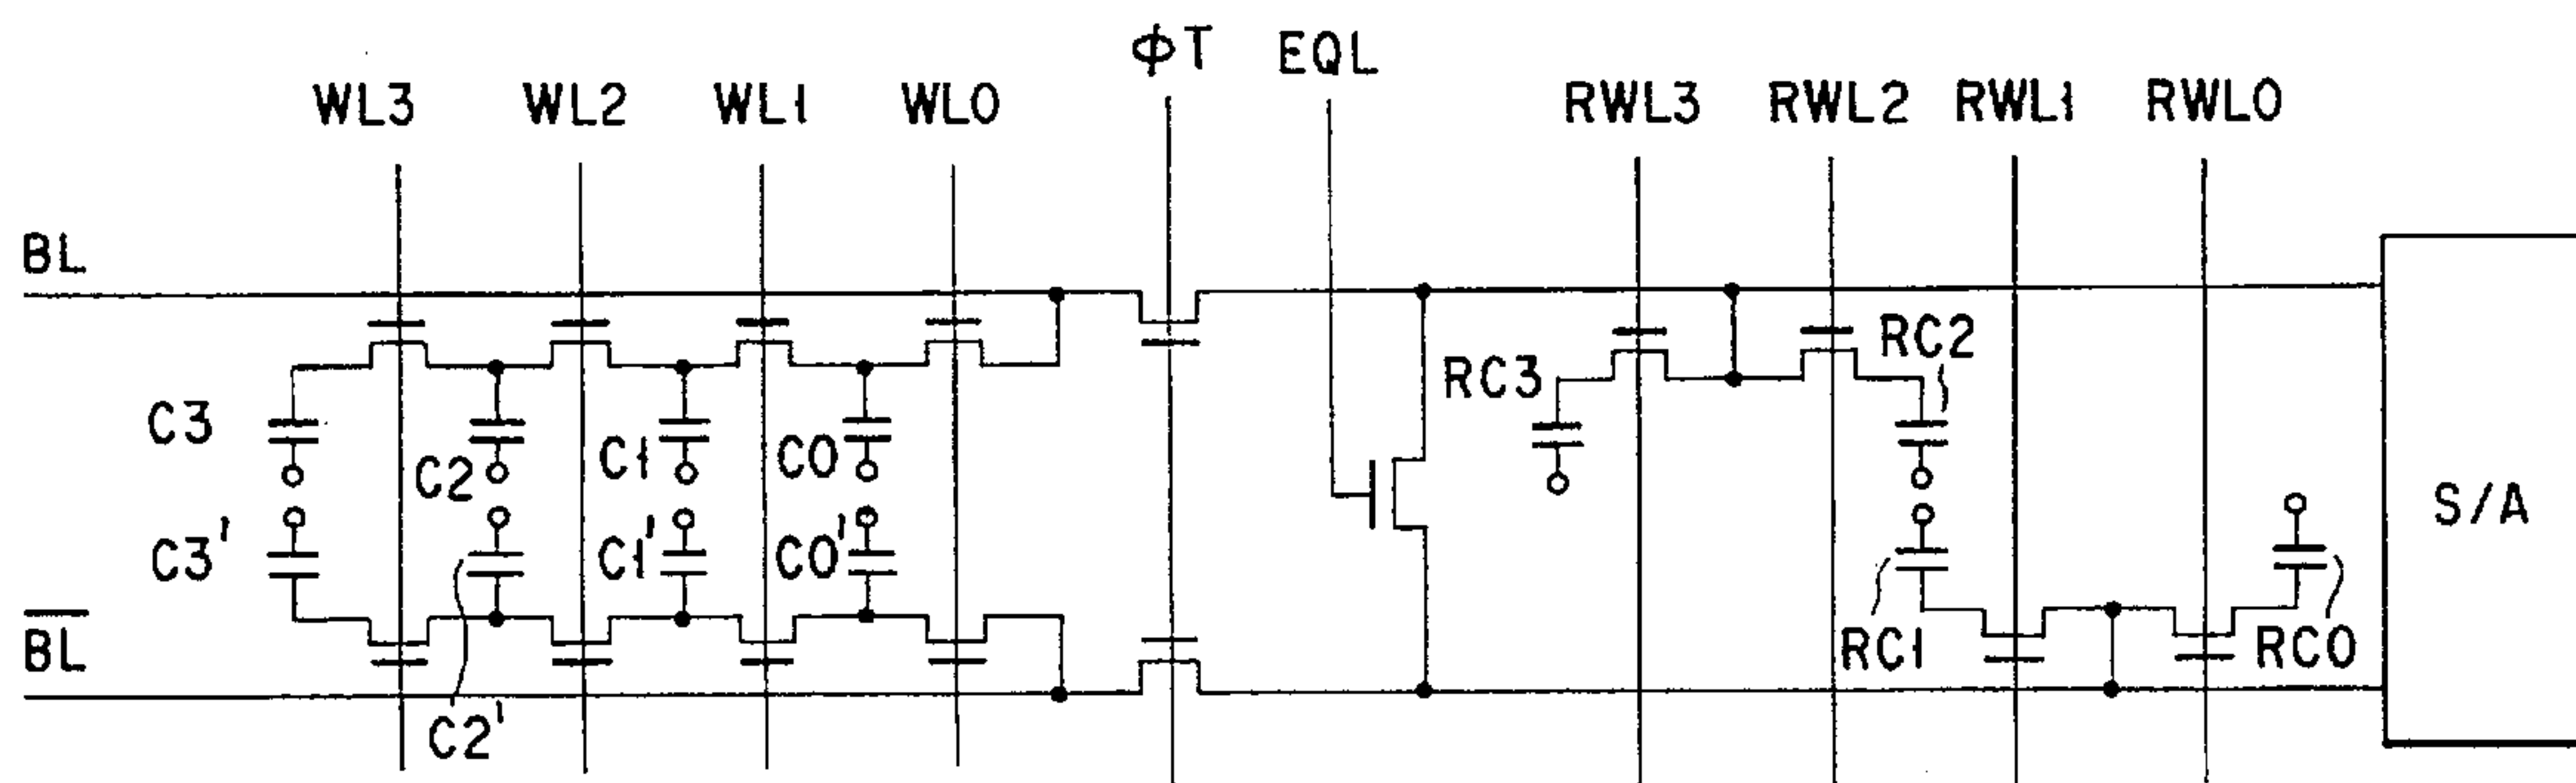 ϕT EQL
WL3 WL2 WL1 WL0 RWL3 RWL2 RWL1 RWL0
BL
RC2
RC3
C3 C2 C1 C0
S/A
C3' C1' C0'
BL
RC1 RC0
C2'